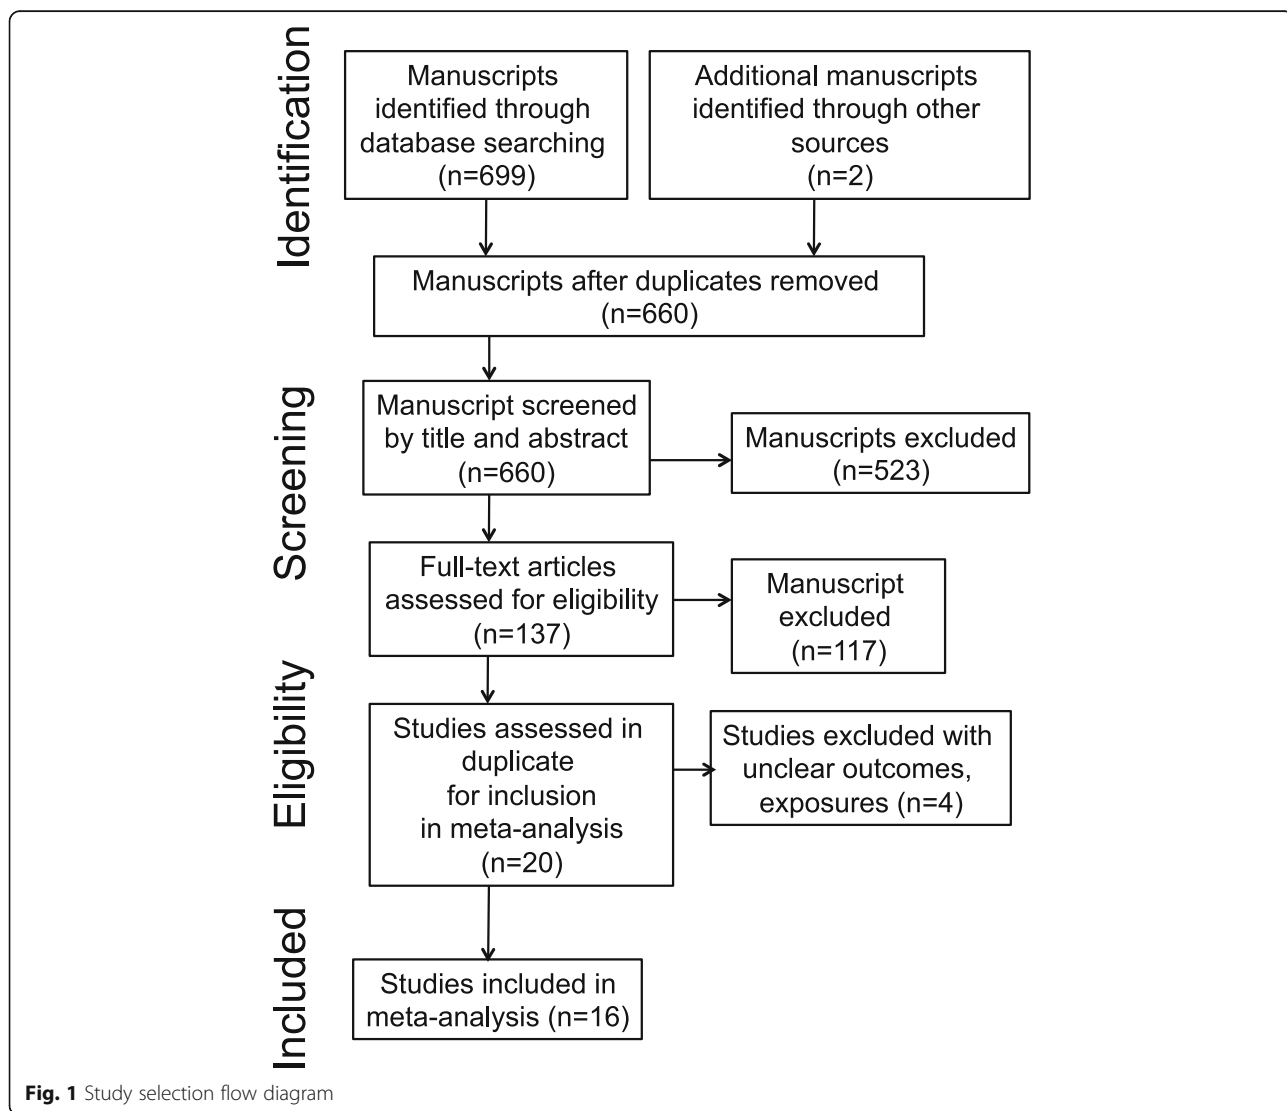 Identification
Manuscripts
identified through
database searching
(n=699)
Additional manuscripts
identified through other
sources
(n=2)
Manuscripts after duplicates removed
(n=660)
Screening
Manuscript screened
by title and abstract
(n=660)
Manuscripts excluded
(n=523)
Full-text articles
assessed for eligibility
(n=137)
Manuscript
excluded
(n=117)
Eligibility
Studies assessed in
duplicate
for inclusion
in meta-analysis
(n=20)
Studies excluded with
unclear outcomes,
exposures (n=4)
Included
Studies included in
meta-analysis (n=16)
Fig. 1 Study selection flow diagram